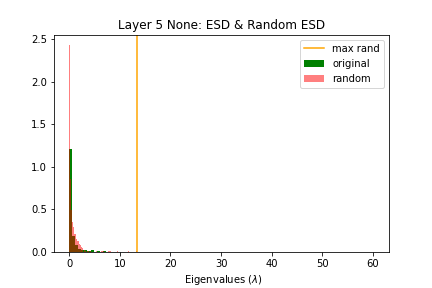 Layer 5 None: ESD & Random ESD
2.5
2.0
1.5
1.0
0.5
0.0
max rand
original
random
0 10 20 30 40 50 60
Eigenvalues (λ)